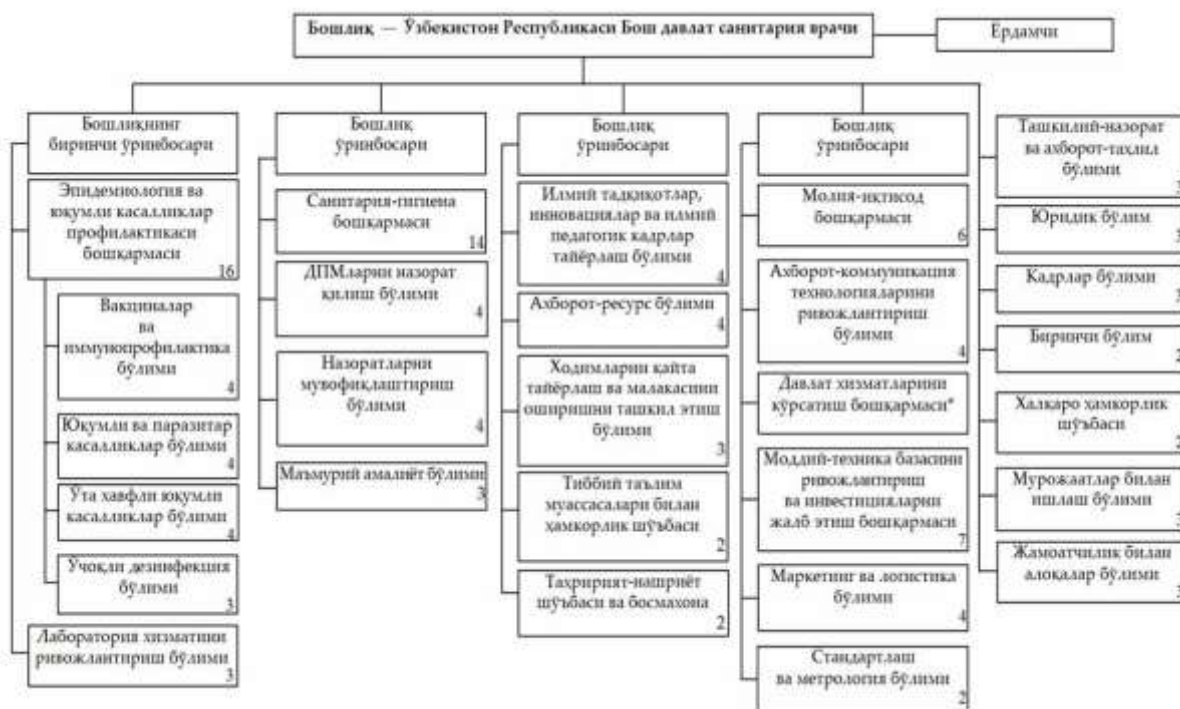 Бошлиқ — Ўзбекистон Республикаси Бош давлат санитария врачи
Ёрдамчи
Бошлиқнинг
биринчи ўринбосари
Эпидемиология ва
юқумли касалликлар
профилактикаси
бошқармаси
16
Вакциналар
ва
иммунопрофилактика
бўлими
4
Юқумли ва паразитар
касалликлар бўлими
4
Ўта хавфли юқумли
касалликлар бўлими
4
Ўчоқли дезинфекция
бўлими
3
Лаборатория хизматини
ривожлантириш бўлими
3
Бошлиқ
ўринбосари
Санитария-гигиена
бошқармаси
14
ДПМларни назорат
қилиш бўлими
4
Назоратларни
мувофиқлаштириш
бўлими
4
Маъмурий амалиёт бўлими
Бошлиқ
ўринбосари
Илмий тадқиқотлар,
инновациялар ва илмий
педагогик кадрлар
тайёрлаш бўлими
4
Ахборот-ресурс бўлими
4
Ходимларни қайта
тайёрлаш ва малакасини
оширишни ташкил этиш
бўлими
3
Тиббий таълим
муассасалари билан
ҳамкорлик шўъбаси
2
Таҳририят-нашриёт
шўъбаси ва босмахона
2
Бошлиқ
ўринбосари
Молия-иқтисод
бошқармаси
6
Ахборот-коммуникация
технологияларини
ривожлантириш
бўлими
4
Давлат хизматларини
кўрсатиш бошқармаси*
Моддий-техника базасини
ривожлантириш
ва инвестицияларни
жалб этиш бошқармаси
7
Маркетинг ва логистика
бўлими
4
Стандартлаш
ва метрология бўлими
2
Ташкилий-назорат
ва ахборот-таҳлил
бўлими
3
Юридик бўлим
3
Кадрлар бўлими
3
Биринчи бўлим
2
Халқаро ҳамкорлик
шўъбаси
2
Мурожаатлар билан
ишлаш бўлими
3
Жамоатчилик билан
алоқалар бўлими
3